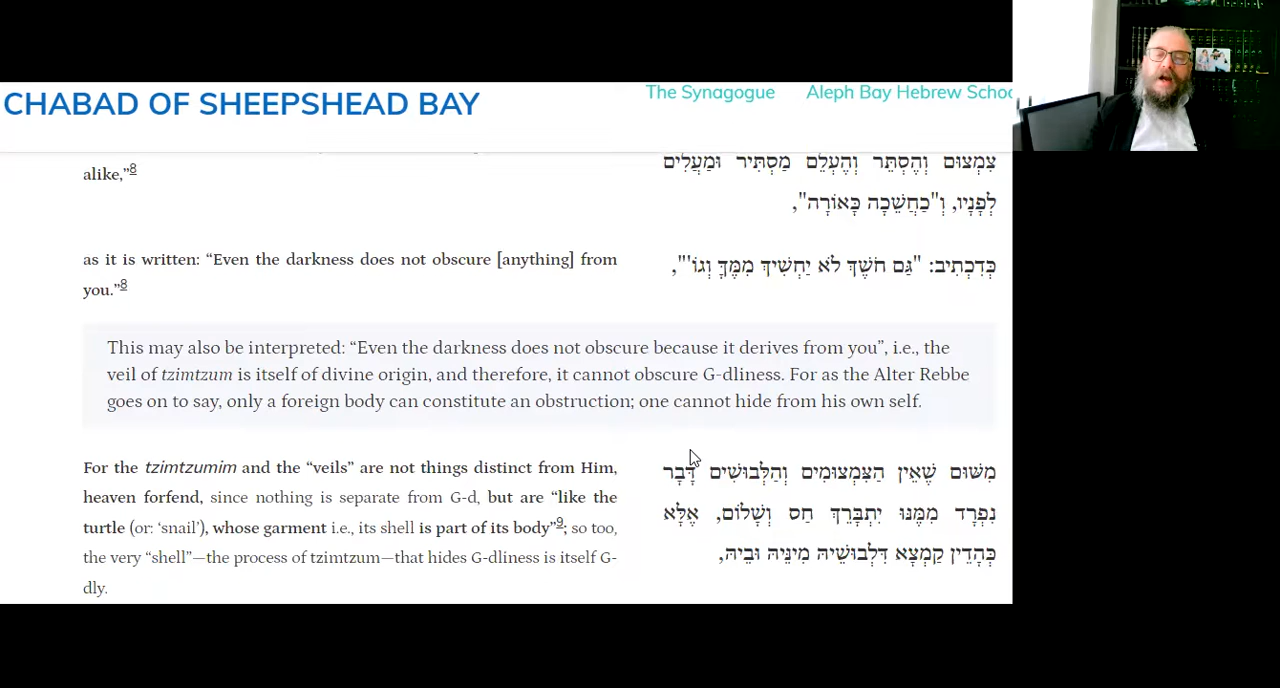 CHABAD OF SHEEPSHEAD BAY
The Synagogue Aleph Bay Hebrew Schoo
alike,”8
צִמְצוּם וְהֶסְתֵּר וְהֶעְלֵם מַסְתִּיר וּמַעֲלִים
לְפָנָיו, וְ"כַחֲשֵׁכָה כָּאוֹרָה",
as it is written: “Even the darkness does not obscure [anything] from
you.”8
כְּדִכְתִיב: "גַּם חֹשֶׁךְ לֹא יַחְשִׁיךְ מִמֶּךָּ וְגוֹ'",
This may also be interpreted: “Even the darkness does not obscure because it derives from you”, i.e., the
veil of tzimtzum is itself of divine origin, and therefore, it cannot obscure G-dliness. For as the Alter Rebbe
goes on to say, only a foreign body can constitute an obstruction; one cannot hide from his own self.
For the tzimtzumim and the “veils” are not things distinct from Him,
heaven forfend, since nothing is separate from G-d, but are “like the
turtle (or: ‘snail’), whose garment i.e., its shell is part of its body”9; so too,
the very “shell”—the process of tzimtzum—that hides G-dliness is itself G-
dly.
מִשּׁוּם שֶׁאֵין הַצִּמְצוּמִים וְהַלְּבוּשִׁים דָּבָר
נִפְרָד מִמֶּנּוּ יִתְבָּרֵךְ חַס וְשָׁלוֹם, אֶלָּא
כְּהָדֵין קַמְצָא דִּלְבוּשֵׁיהּ מִינֵּיהּ וּבֵיהּ,